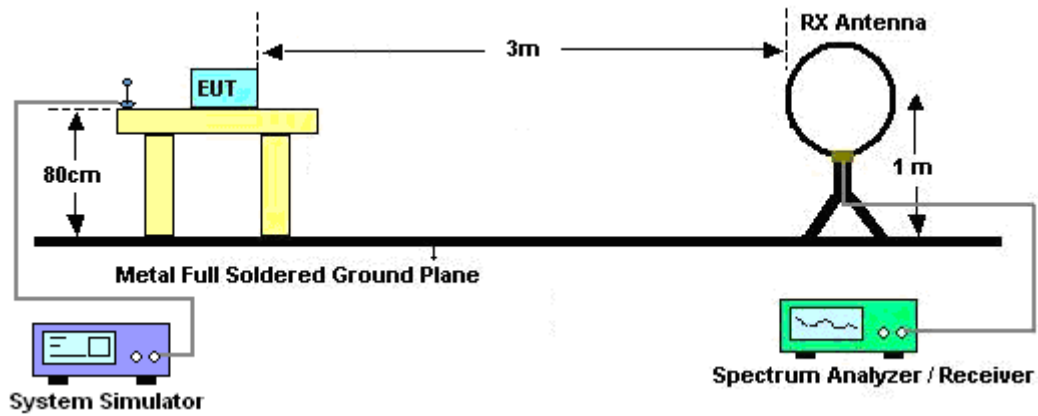 RX Antenna
3m
EUT
80cm
1 m
Metal Full Soldered Ground Plane
System Simulator
Spectrum Analyzer / Receiver